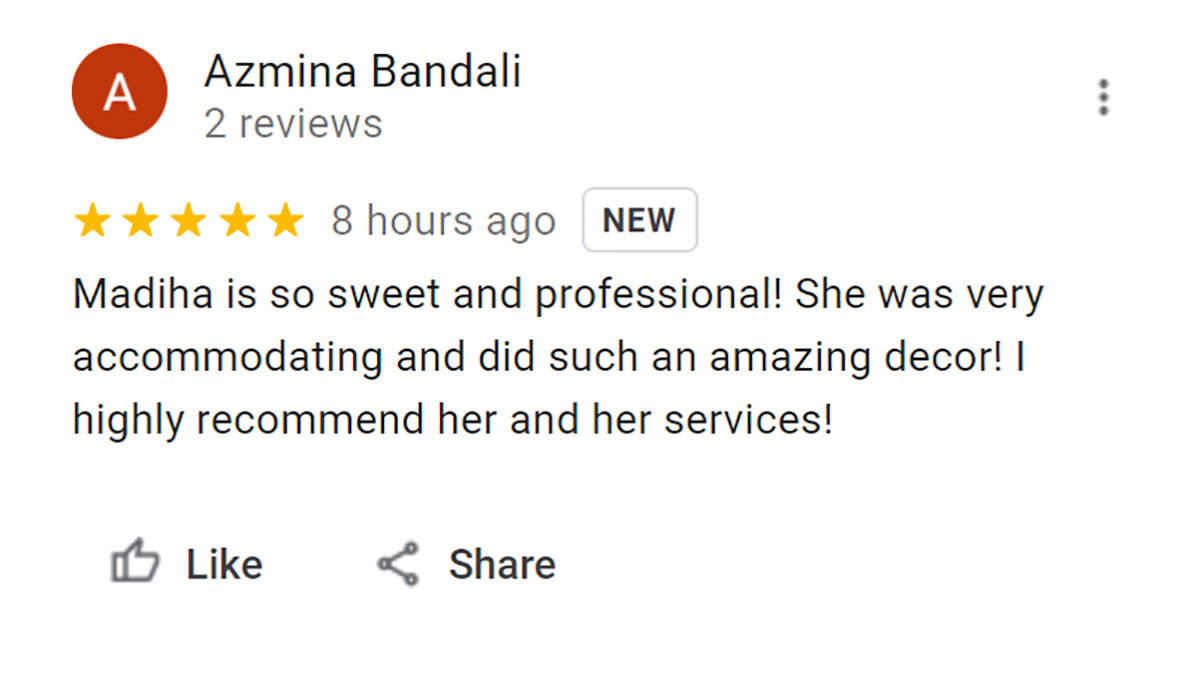 A
Azmina Bandali
2 reviews
8 hours ago NEW
Madiha is so sweet and professional! She was very
accommodating and did such an amazing decor! I
highly recommend her and her services!
Like Share